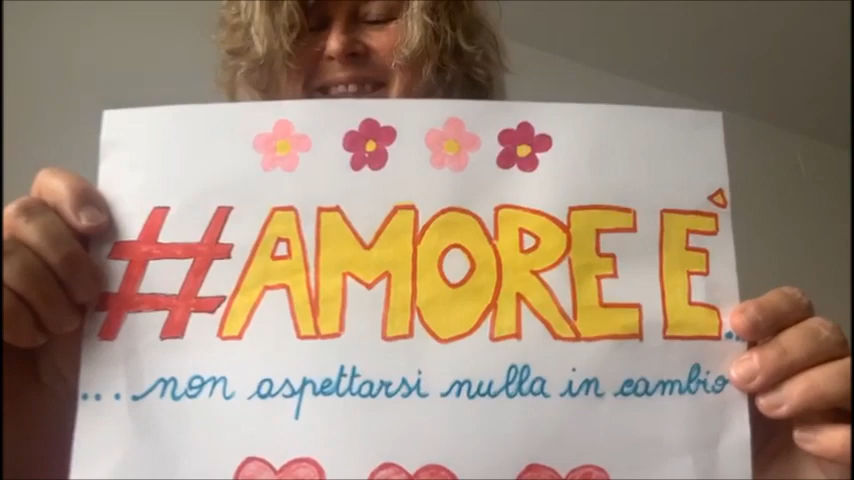 #AMORE È..
....non aspettarsi nulla in cambio